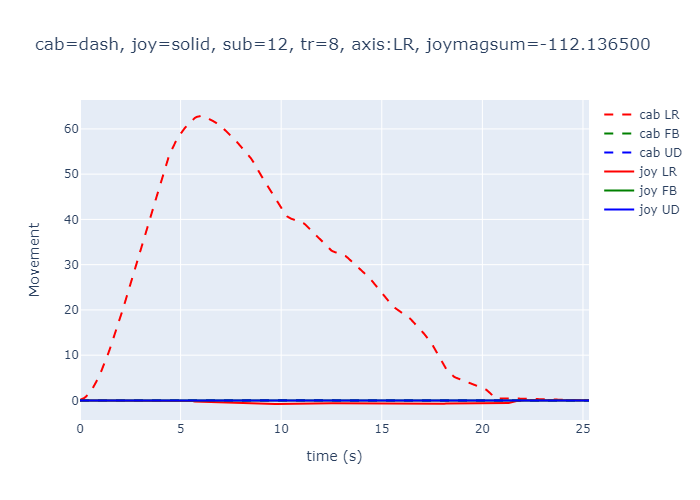 cab=dash, joy=solid, sub=12, tr=8, axis:LR, joymagsum=-112.136500
cab LR
cab FB
cab UD
joy LR
joy FB
joy UD
Movement
60
50
40
30
20
10
0
0 5 10 15 20 25
time (s)